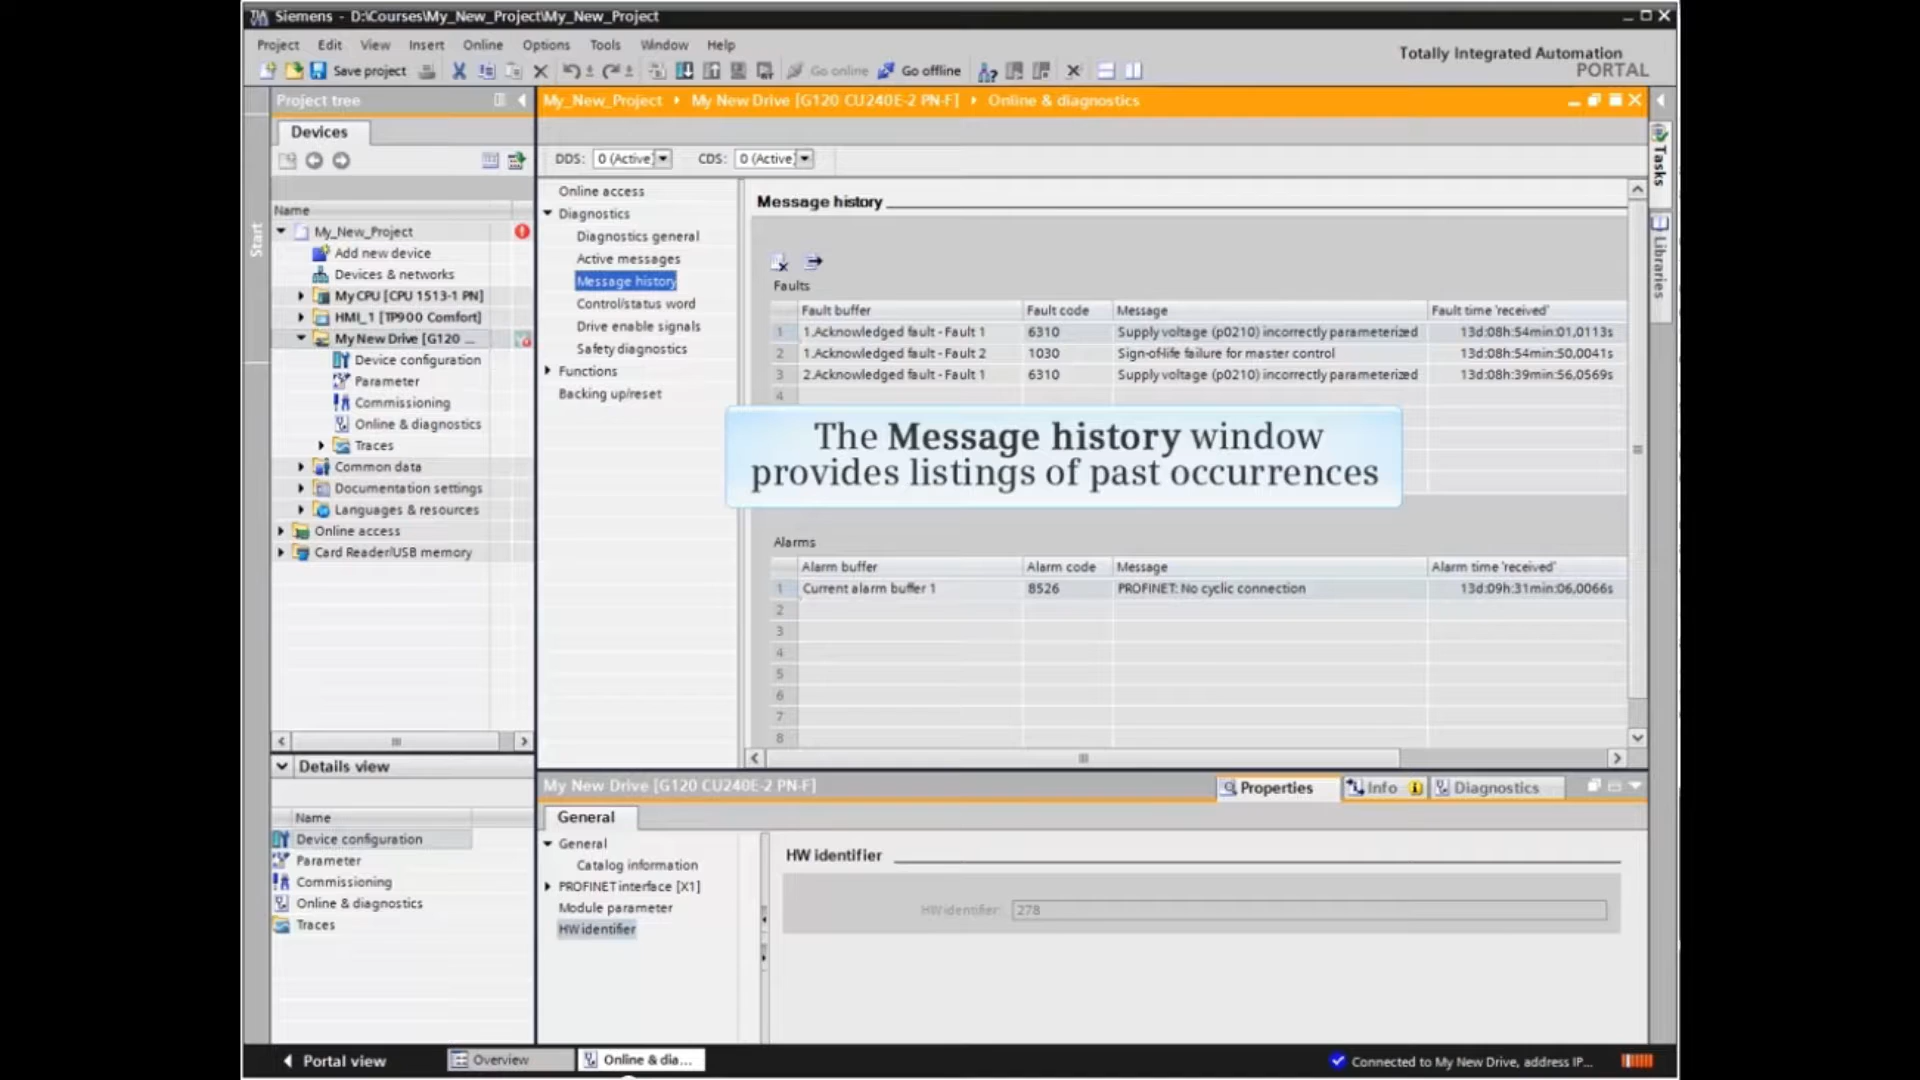 Siemens - D:\Courses\My_New_Project\My_New_Project
Project Edit View Insert Online Options Tools Window Help
Totally Integrated Automation
PORTAL
Save project Go online Go offline
Project tree
My_New_Project My New Drive [G120 CU240E-2 PN-F] Online & diagnostics
Devices
DDS: 0 (Active) CDS: 0 (Active)
Start
Name
My_New_Project
Add new device
Devices & networks
My CPU [CPU 1513-1 PN]
HMI_1 [TP900 Comfort]
My New Drive [G120 ...
Device configuration
Parameter
Commissioning
Online & diagnostics
Traces
Common data
Documentation settings
Languages & resources
Online access
Card Reader/USB memory
Online access
Diagnostics
Diagnostics general
Active messages
Message history
Control/status word
Drive enable signals
Safety diagnostics
Functions
Backing up/reset
Message history
Faults
Fault buffer Fault code Message Fault time 'received'
1 1.Acknowledged fault - Fault 1 6310 Supply voltage (p0210) incorrectly parameterized 13d:08h:54min:01,0113s
2 1.Acknowledged fault - Fault 2 1030 Sign-of-life failure for master control 13d:08h:54min:50,0041s
3 2.Acknowledged fault - Fault 1 6310 Supply voltage (p0210) incorrectly parameterized 13d:08h:39min:56,0569s
4
The Message history window
provides listings of past occurrences
Alarms
Alarm buffer Alarm code Message Alarm time 'received'
1 Current alarm buffer 1 8526 PROFINET: No cyclic connection 13d:09h:31min:06,0066s
2
3
4
5
6
7
8
Tasks
Libraries
Details view
Name
Device configuration
Parameter
Commissioning
Online & diagnostics
Traces
My New Drive [G120 CU240E-2 PN-F]
Properties Info Diagnostics
General
General
Catalog information
PROFINET interface [X1]
Module parameter
HW identifier
HW identifier
HW identifier: 278
Portal view Overview Online & dia... Connected to My New Drive, address IP...